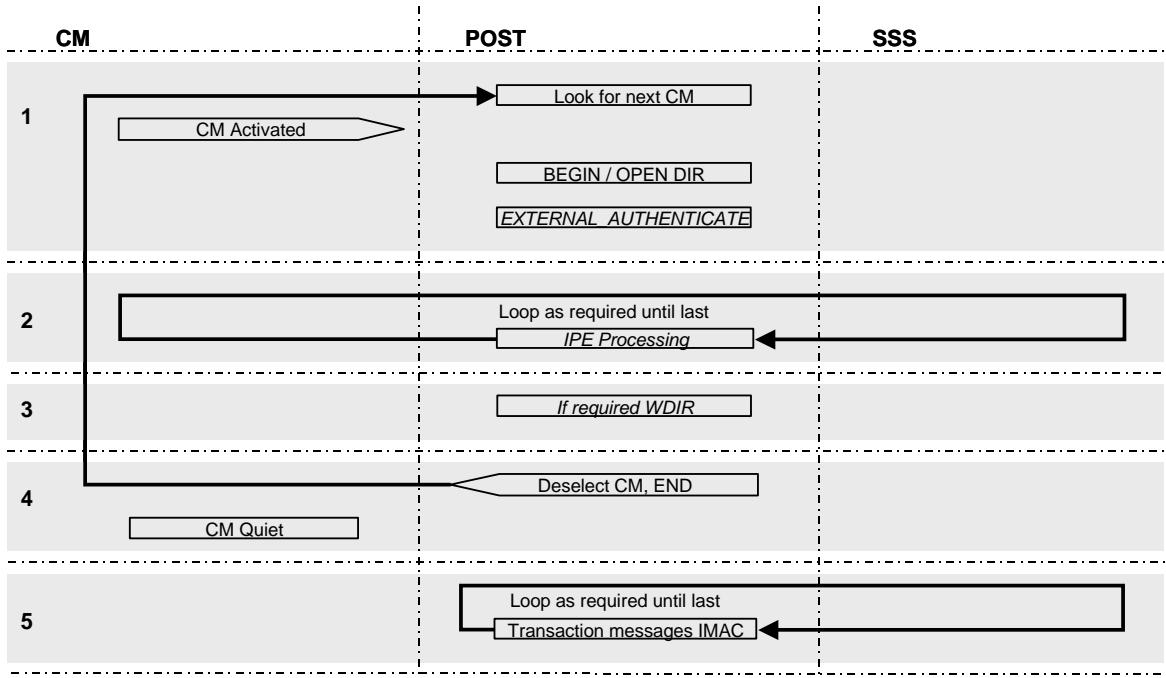 CM POST SSS
1
Look for next CM
CM Activated
BEGIN / OPEN DIR
EXTERNAL_AUTHENTICATE
2
Loop as required until last
IPE Processing
3
If required WDIR
4
Deselect CM, END
CM Quiet
5
Loop as required until last
Transaction messages IMAC